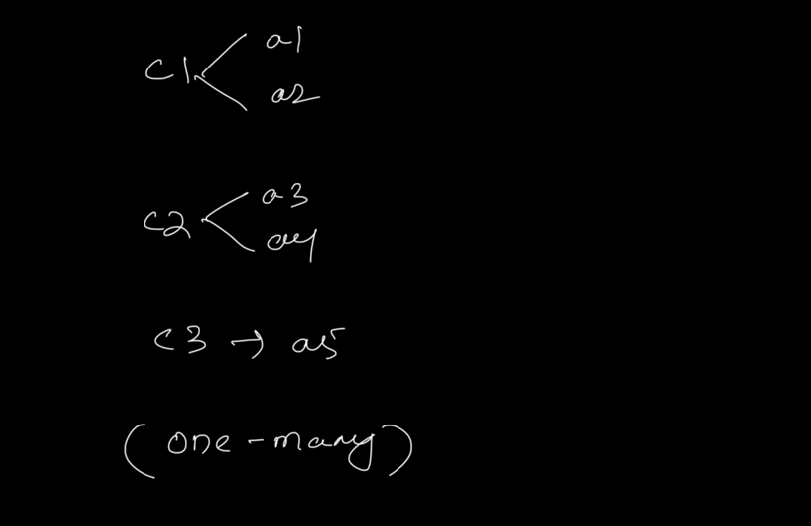 a1
C1
a2
a3
C2
a4
C3 → a5
(one-many)